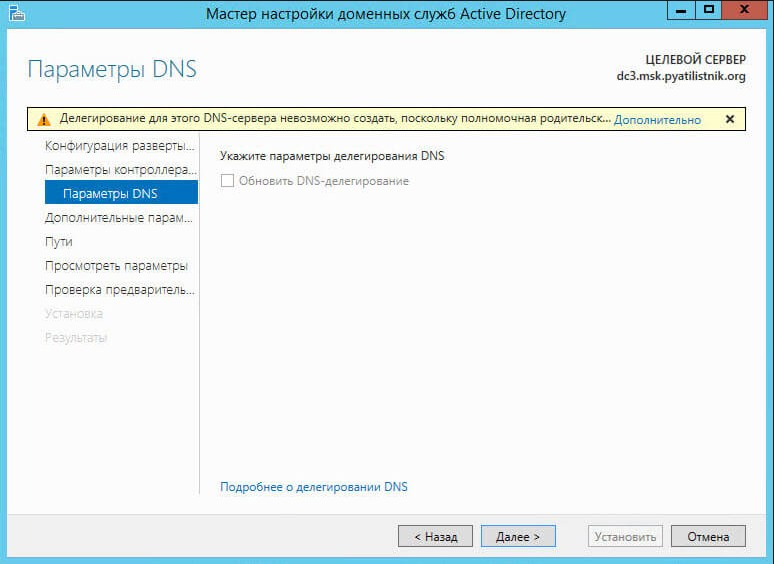 Мастер настройки доменных служб Active Directory
Параметры DNS
ЦЕЛЕВОЙ СЕРВЕР
dc3.msk.pyatilistnik.org
Делегирование для этого DNS-сервера невозможно создать, поскольку полномочная родительск... Дополнительно
Конфигурация разверты...
Параметры контроллера...
Параметры DNS
Дополнительные парам...
Пути
Просмотреть параметры
Проверка предваритель...
Установка
Результаты
Укажите параметры делегирования DNS
Обновить DNS-делегирование
Подробнее о делегировании DNS
< Назад
Далее >
Установить
Отмена